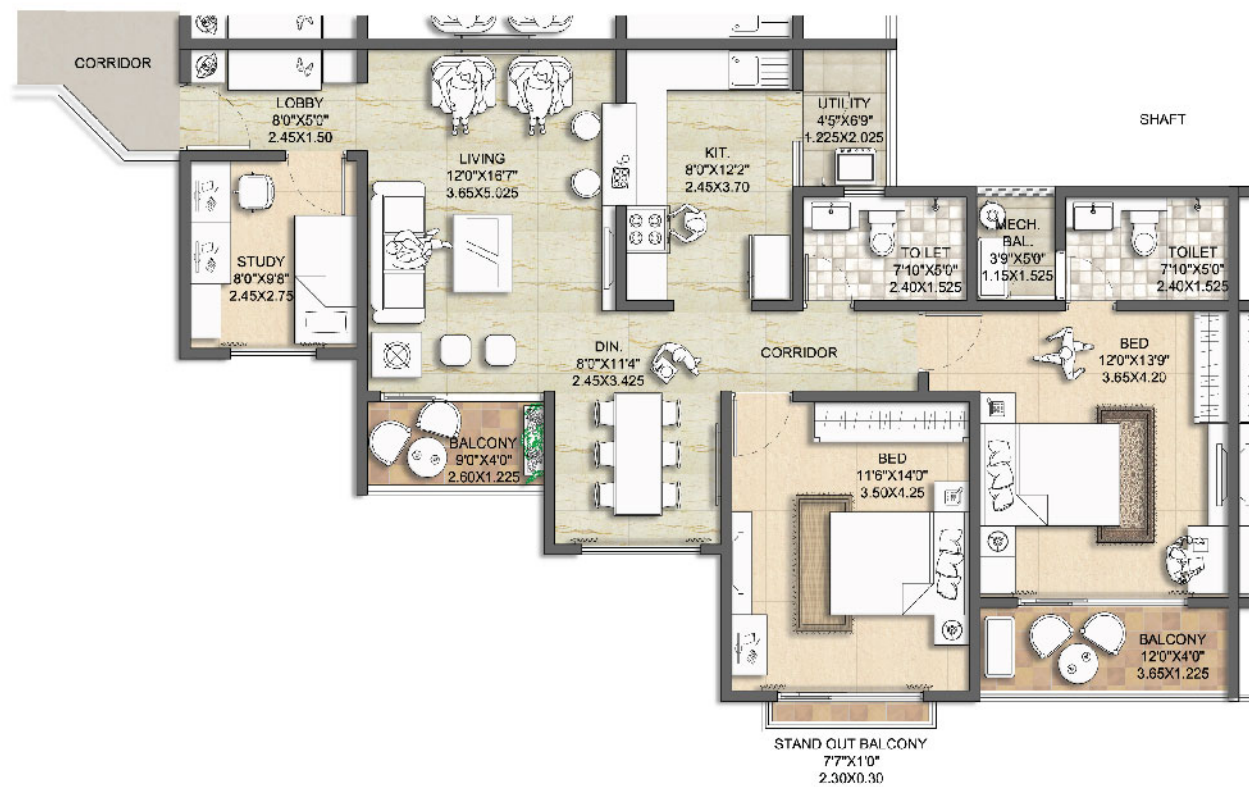 CORRIDOR
LOBBY
8'0"X5'0"
2.45X1.50
LIVING
12'0"X16'7"
3.65X5.025
KIT.
8'0"X12'2"
2.45X3.70
UTILITY
4'5"X6'9"
1.225X2.025
SHAFT
STUDY
8'0"X9'8"
2.45X2.75
TOILET
7'10"X5'0"
2.40X1.525
MECH.
BAL.
3'9"X5'0"
1.15X1.525
TOILET
7'10"X5'0"
2.40X1.525
DIN.
8'0"X11'4"
2.45X3.425
CORRIDOR
BED
12'0"X13'9"
3.65X4.20
BALCONY
9'0"X4'0"
2.60X1.225
BED
11'6"X14'0"
3.50X4.25
BALCONY
12'0"X4'0"
3.65X1.225
STAND OUT BALCONY
7'7"X1'0"
2.30X0.30